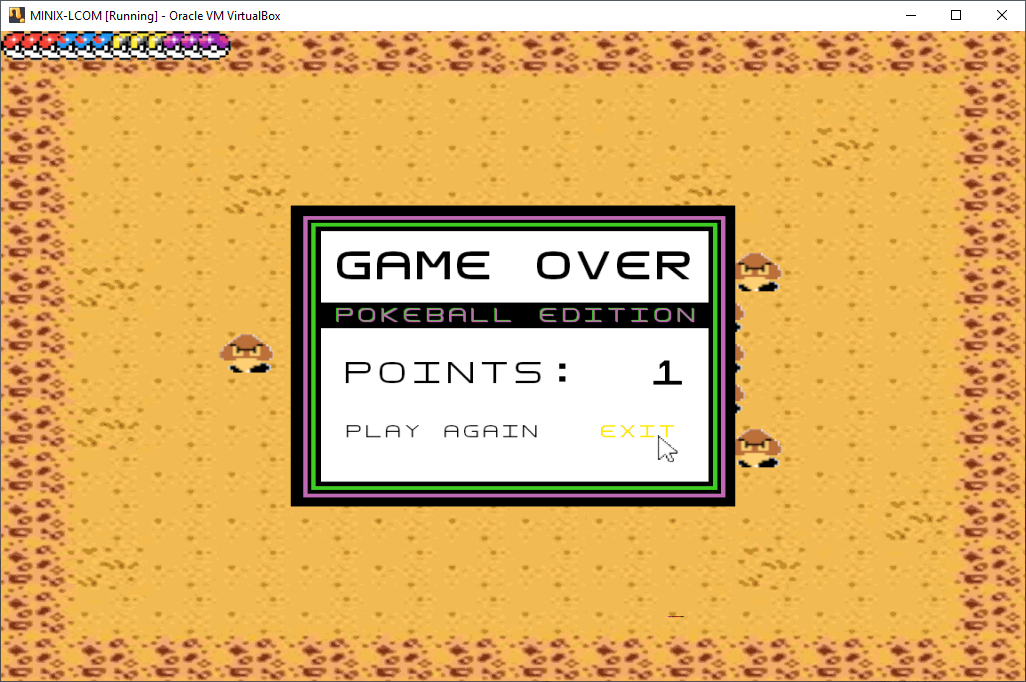 MINIX-LCOM [Running] - Oracle VM VirtualBox
GAME OVER
POKEBALL EDITION
POINTS: 1
PLAY AGAIN EXIT